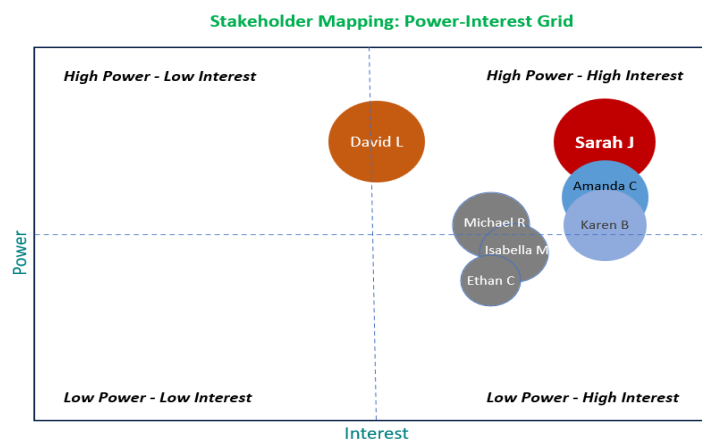 Stakeholder Mapping: Power-Interest Grid
High Power - Low Interest
High Power - High Interest
David L
Sarah J
Amanda C
Michael R
Karen B
Isabella M
Ethan C
Power
Low Power - Low Interest
Low Power - High Interest
Interest